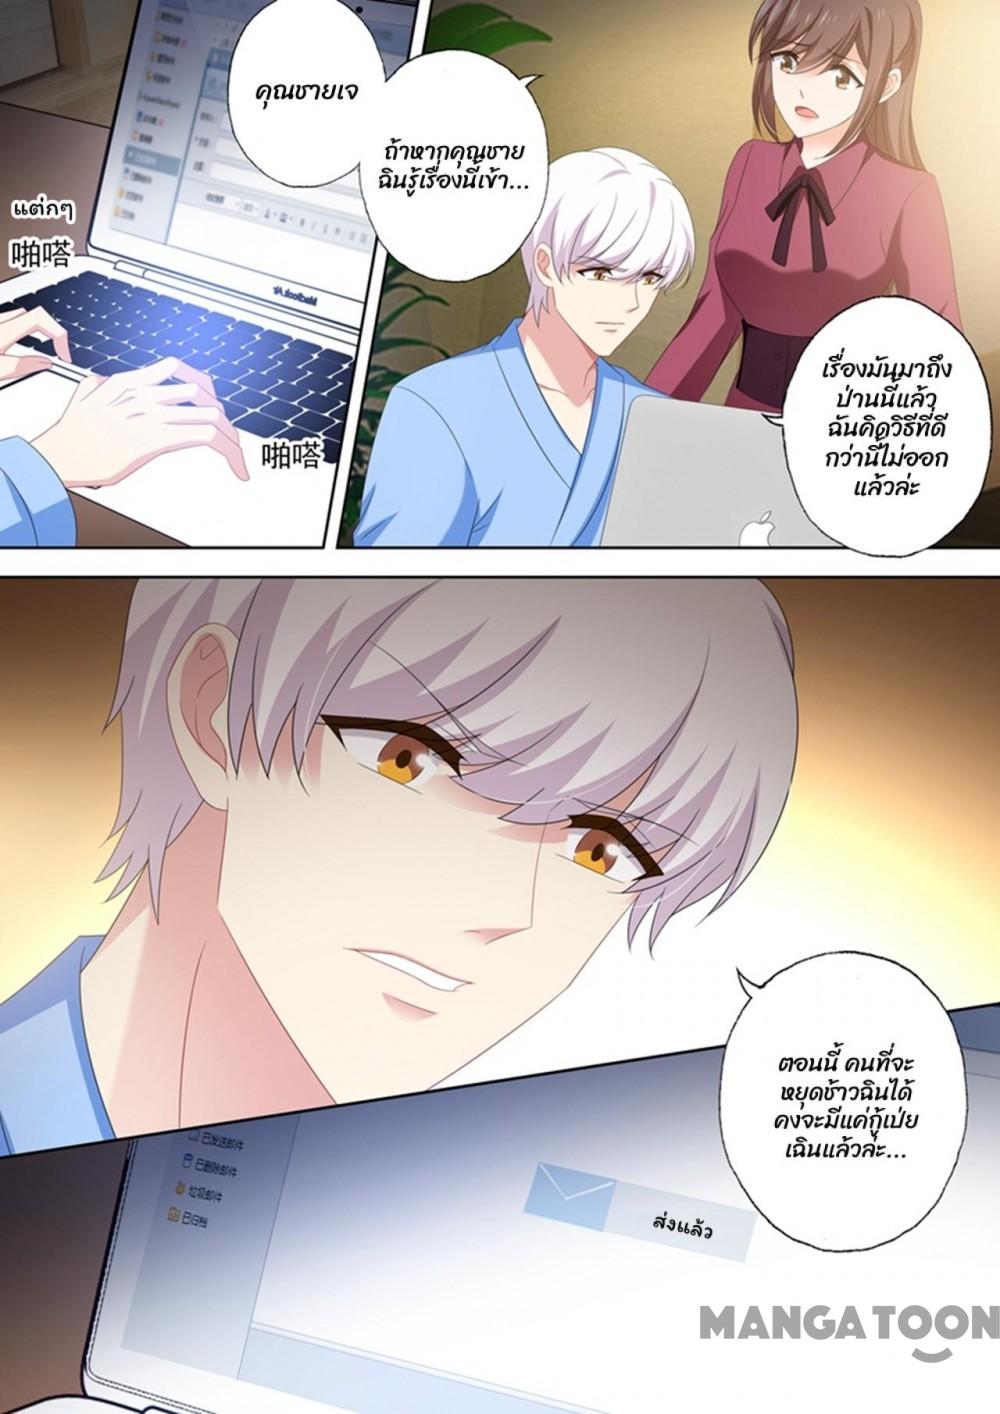 คุณชายเจ
ถ้าหากคุณชาย
ฉินรู้เรื่องนี้เข้า...
แต่กๆ
啪嗒
啪嗒
เรื่องมันมาถึง
ป่านนี้แล้ว
ฉันคิดวิธีที่ดี
กว่านี้ไม่ออก
แล้วล่ะ
ตอนนี้ คนที่จะ
หยุดช้าวฉินได้
คงจะมีแค่กู้เปย
เฉินแล้วล่ะ...
已发送邮件
已删除邮件
垃圾邮件
已归档
ส่งแล้ว
MANGATOON